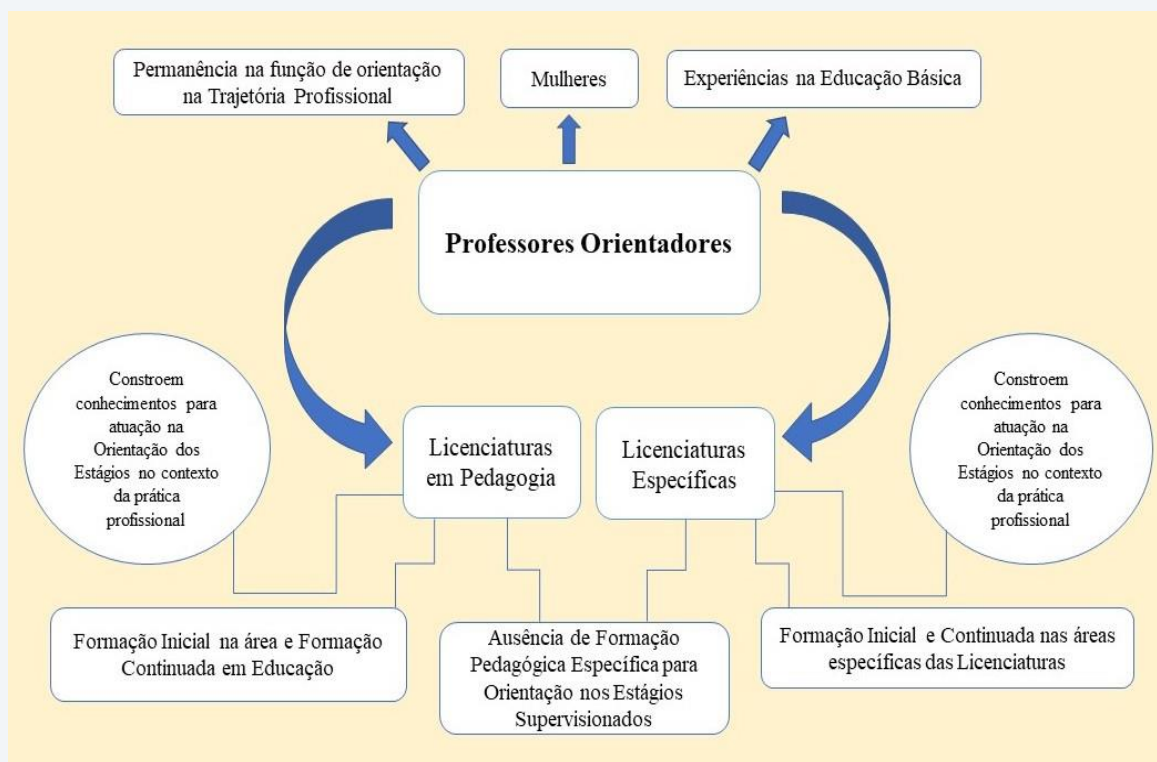 Permanência na função de orientação
na Trajetória Profissional
Mulheres
Experiências na Educação Básica
Professores Orientadores
Constroem
conhecimentos para
atuação na
Orientação dos
Estágios no contexto
da prática
profissional
Licenciaturas
em Pedagogia
Licenciaturas
Específicas
Constroem
conhecimentos para
atuação na
Orientação dos
Estágios no contexto
da prática
profissional
Formação Inicial na área e Formação
Continuada em Educação
Ausência de Formação
Pedagógica Específica para
Orientação nos Estágios
Supervisionados
Formação Inicial e Continuada nas áreas
específicas das Licenciaturas